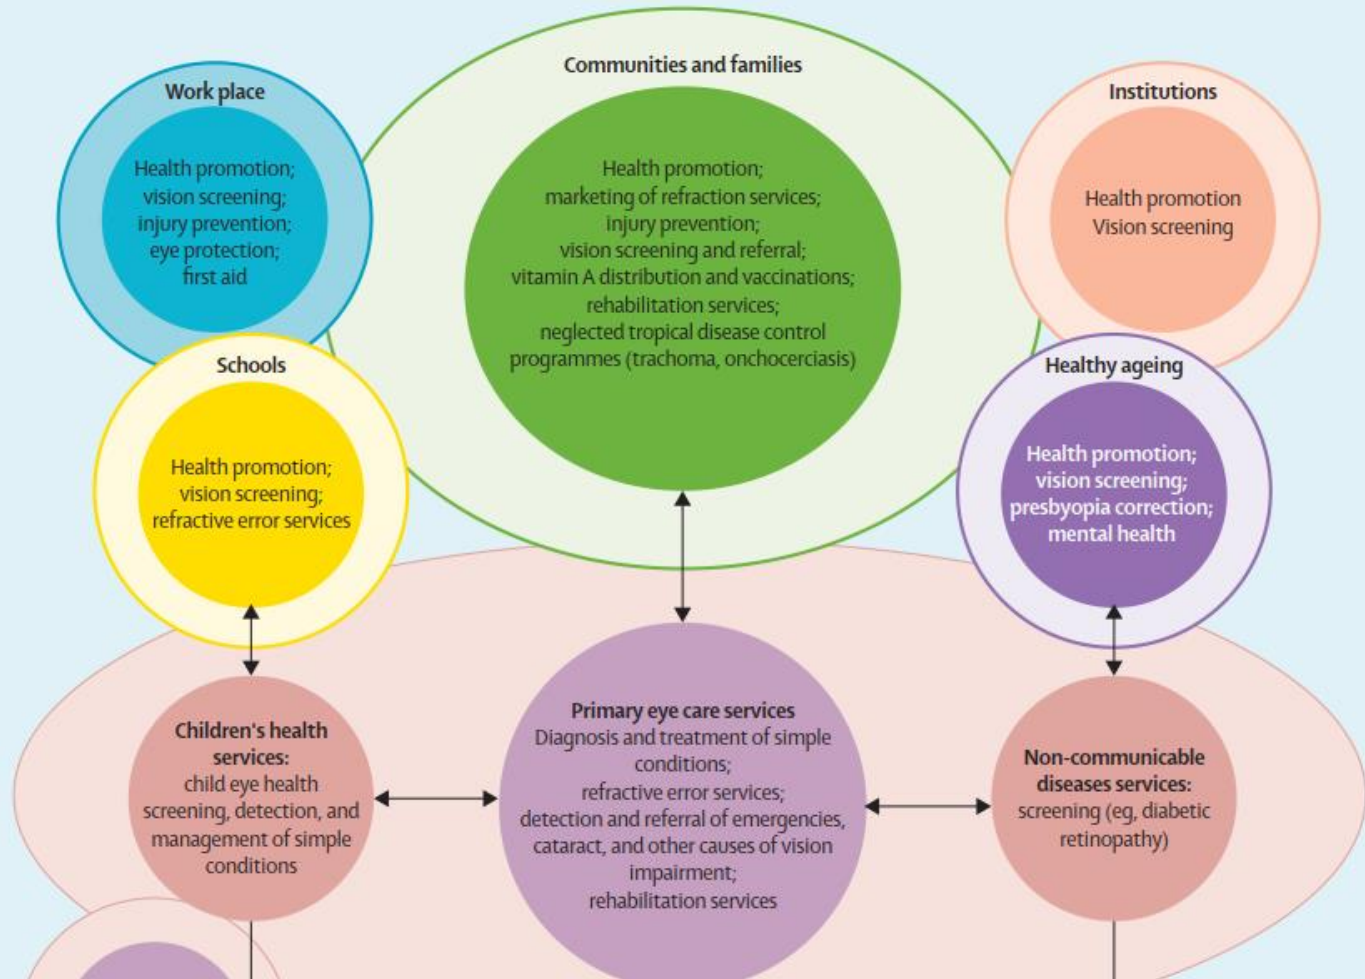 Communities and families
Health promotion;
marketing of refraction services;
injury prevention;
vision screening and referral;
vitamin A distribution and vaccinations;
rehabilitation services;
neglected tropical disease control
programmes (trachoma, onchocerciasis)
Work place
Health promotion;
vision screening;
injury prevention;
eye protection;
first aid
Institutions
Health promotion
Vision screening
Schools
Health promotion;
vision screening;
refractive error services
Healthy ageing
Health promotion;
vision screening;
presbyopia correction;
mental health
Children's health
services:
child eye health
screening, detection, and
management of simple
conditions
Primary eye care services
Diagnosis and treatment of simple
conditions;
refractive error services;
detection and referral of emergencies,
cataract, and other causes of vision
impairment;
rehabilitation services
Non-communicable
diseases services:
screening (eg, diabetic
retinopathy)